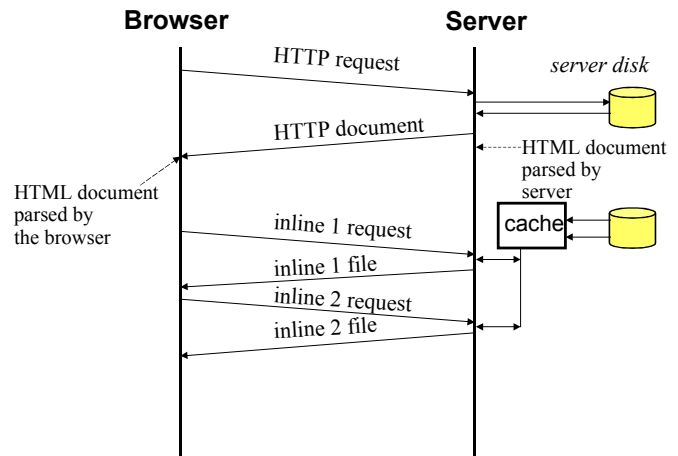 Browser
Server
HTTP request
server disk
HTTP document
HTML document
parsed by
server
HTML document
parsed by
the browser
inline 1 request
cache
inline 1 file
inline 2 request
inline 2 file